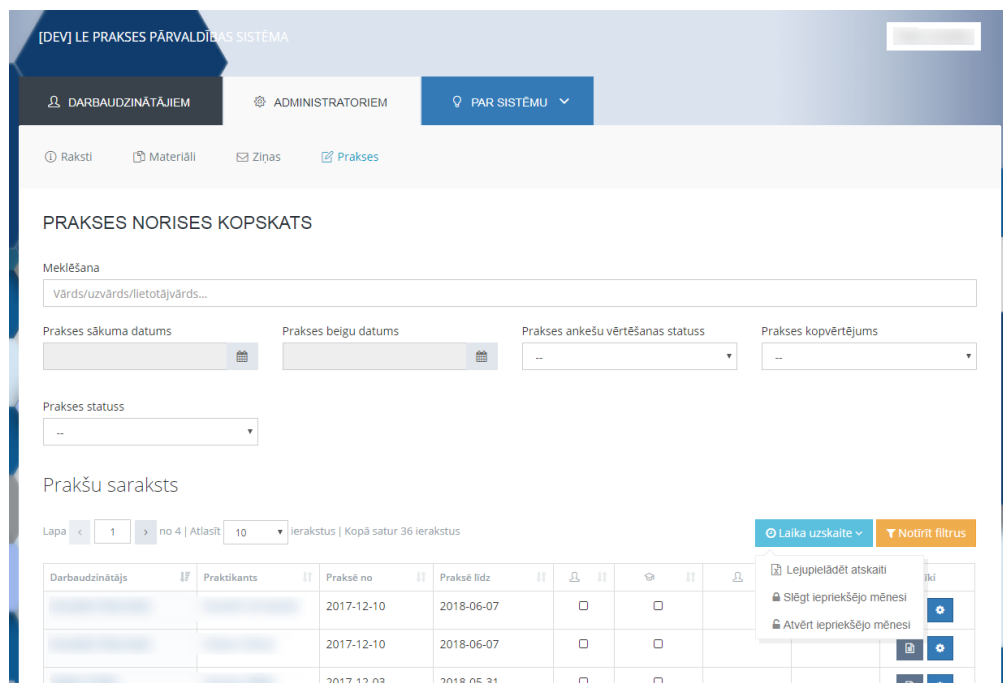 [DEV] LE PRAKSES PĀRVALDĪBAS SISTĒMA
DARBAUDZINĀTĀJIEM ADMINISTRATORIEM PAR SISTĒMU
Raksti Materiāli Ziņas Prakses
PRAKSES NORISES KOPSKATS
Meklēšana
Vārds/uzvārds/lietotājvārds...
Prakses sākuma datums Prakses beigu datums Prakses ankešu vērtēšanas statuss Prakses kopvērtējums
-- --
Prakses statuss
--
Prakšu saraksts
Lapa 1 no 4 | Atlasīt 10 ierakstus | Kopā satur 36 ierakstus Laika uzskaite Notīrīt filtrus
Lejupielādēt atskaiti
Slēgt iepriekšējo mēnesi
Atvērt iepriekšējo mēnesi
Darbaudzinātājs Praktikants Praksē no Praksē līdz
2017-12-10 2018-06-07
2017-12-10 2018-06-07
2017-12-03 2018-05-31